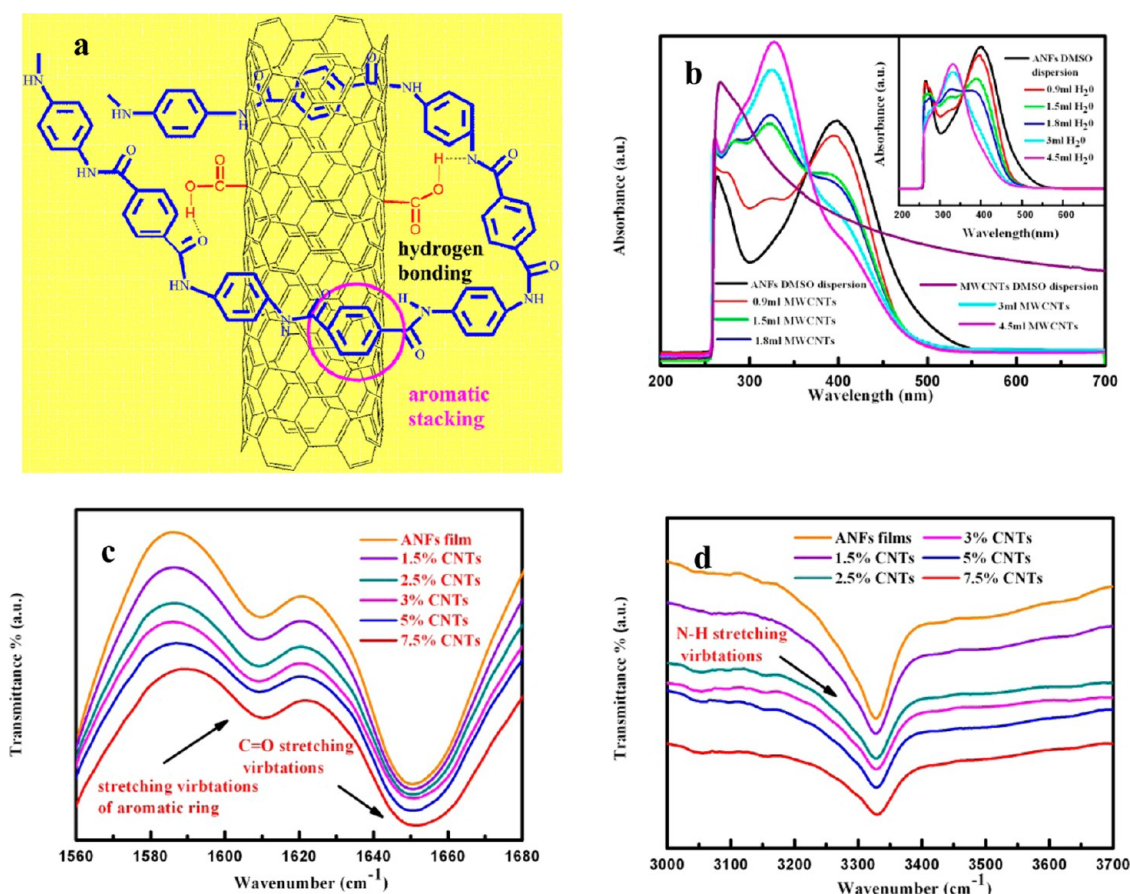 a
HN
HN
HN
O
C
O
HN
O
NH
O
H
O
H
N
O
C
O
O
H
O
HN
O
hydrogen
bonding
O
HN
O
H
N
O
H
N
NH
O
aromatic
stacking
b
Absorbance (a.u.)
Wavelength (nm)
200 300 400 500 600 700
ANFs DMSO dispersion
0.9ml MWCNTs
1.5ml MWCNTs
1.8ml MWCNTs
MWCNTs DMSO dispersion
3ml MWCNTs
4.5ml MWCNTs
Absorbance (a.u.)
ANFs DMSO
dispersion
0.9ml H₂0
1.5ml H₂0
1.8ml H₂0
3ml H₂0
4.5ml H₂0
200 300 400 500 600
Wavelength(nm)
c
ANFs film
1.5% CNTs
2.5% CNTs
3% CNTs
5% CNTs
7.5% CNTs
Transmittance % (a.u.)
C=O stretching
virbtations
stretching virbtations
of aromatic ring
1560 1580 1600 1620 1640 1660 1680
Wavenumber (cm⁻¹)
d
ANFs films
1.5% CNTs
2.5% CNTs
3% CNTs
5% CNTs
7.5% CNTs
Transmittance % (a.u.)
N-H stretching
virbtations
3000 3100 3200 3300 3400 3500 3600 3700
Wavenumber (cm⁻¹)